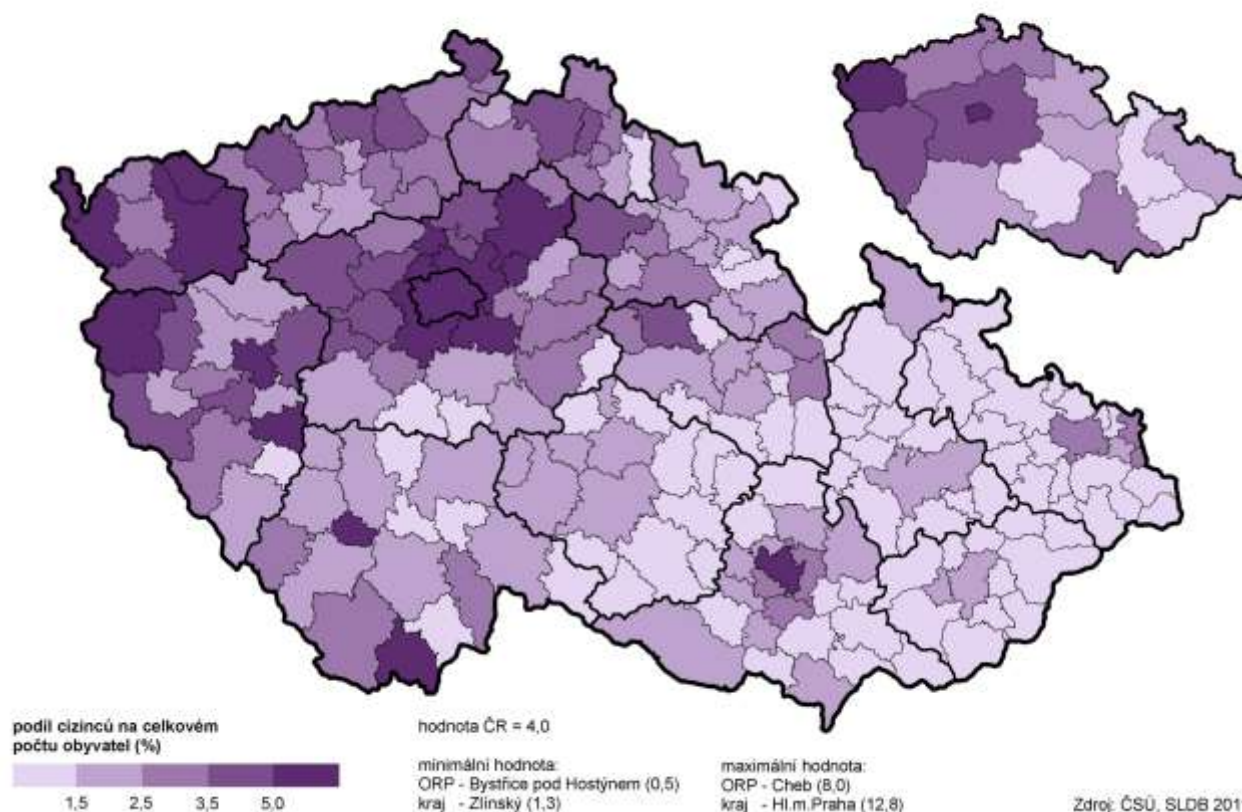 podíl cizinců na celkovém
počtu obyvatel (%)
1,5 2,5 3,5 5,0
hodnota ČR = 4,0
minimální hodnota:
ORP - Bystřice pod Hostýnem (0,5)
kraj - Zlínský (1,3)
maximální hodnota:
ORP - Cheb (8,0)
kraj - Hl.m.Praha (12,8)
Zdroj: ČSÚ, SLDB 201